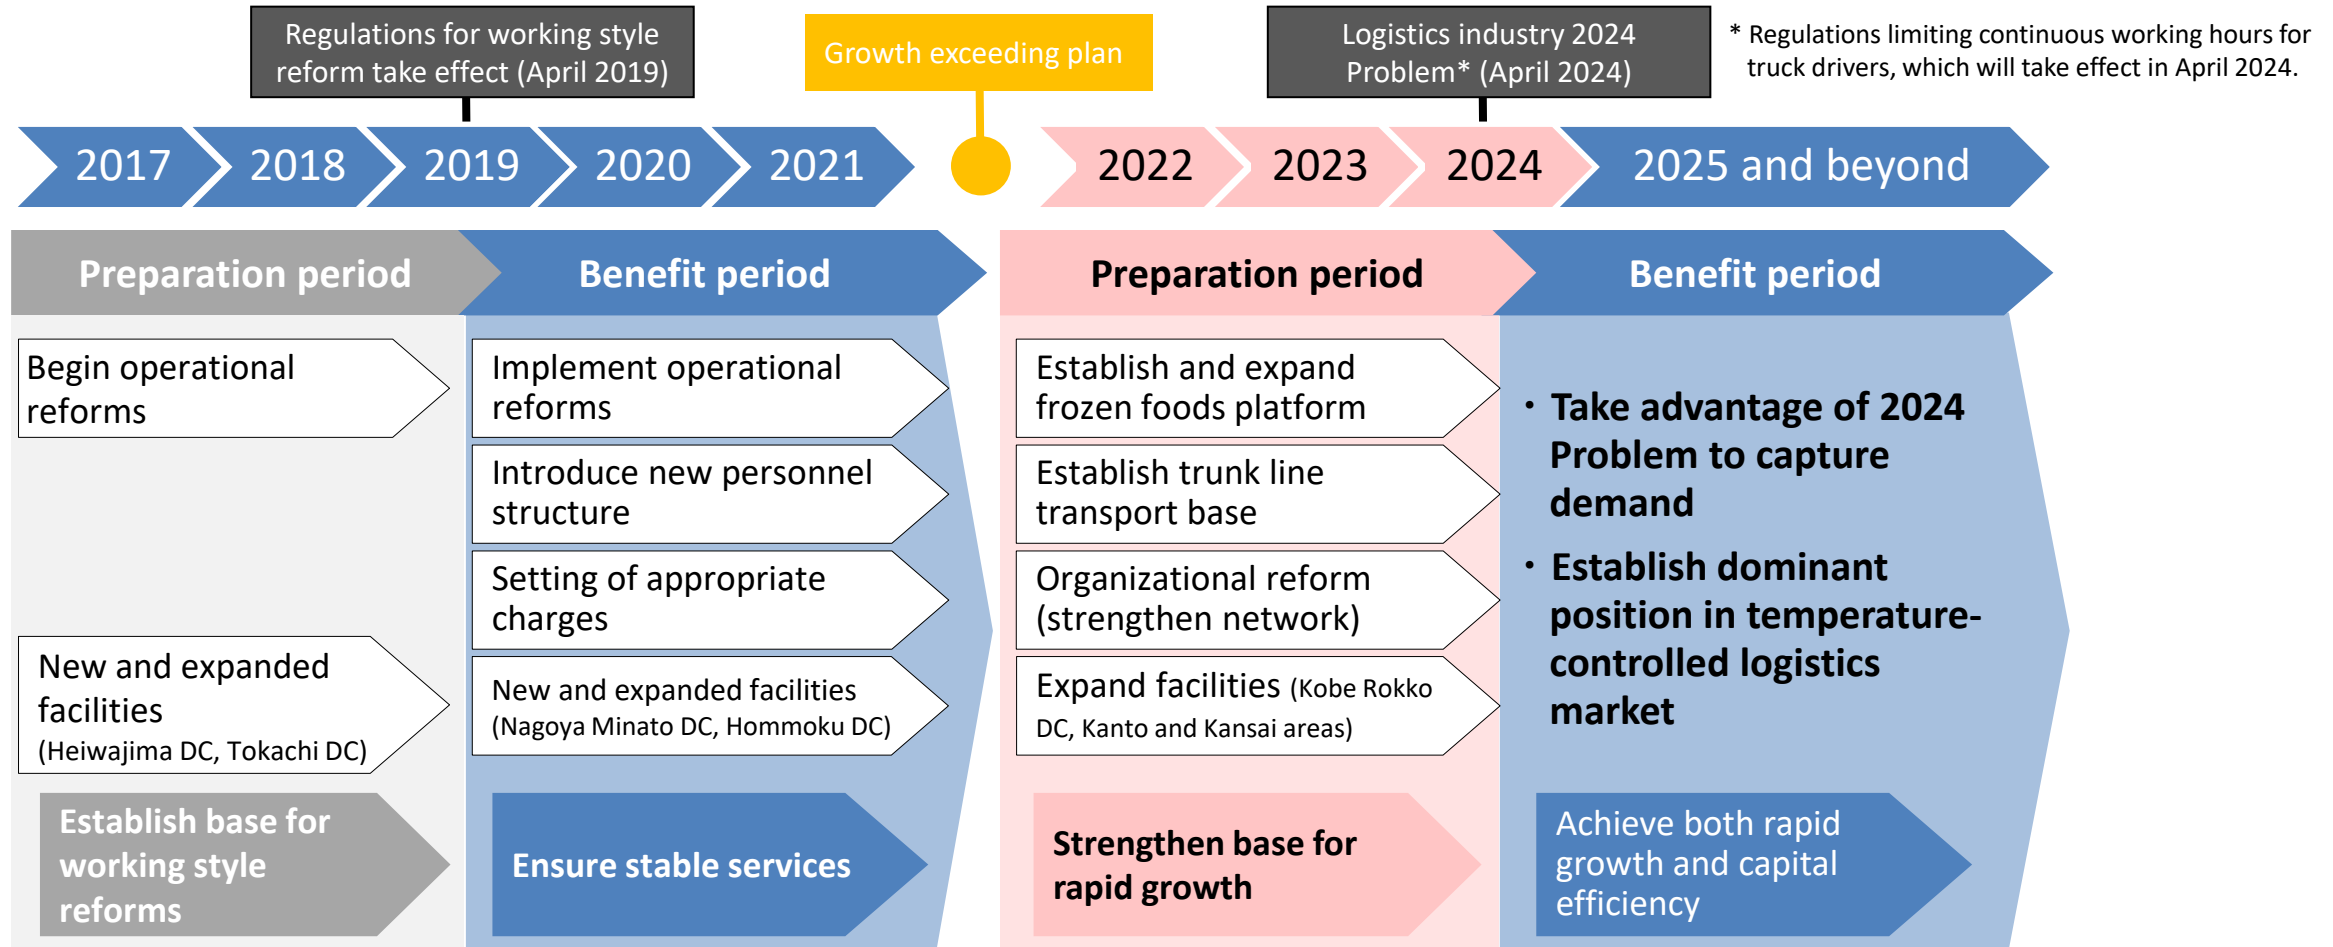 Regulations for working style
reform take effect (April 2019)
Growth exceeding plan
Logistics industry 2024
Problem* (April 2024)
* Regulations limiting continuous working hours for
truck drivers, which will take effect in April 2024.
2017
2018
2019
2020
2021
2022
2023
2024
2025 and beyond
Preparation period
Benefit period
Preparation period
Benefit period
Begin operational
reforms
New and expanded
facilities
(Heiwajima DC, Tokachi DC)
Establish base for
working style
reforms
Implement operational
reforms
Introduce new personnel
structure
Setting of appropriate
charges
New and expanded facilities
(Nagoya Minato DC, Hommoku DC)
Ensure stable services
Establish and expand
frozen foods platform
Establish trunk line
transport base
Organizational reform
(strengthen network)
Expand facilities (Kobe Rokko
DC, Kanto and Kansai areas)
Strengthen base for
rapid growth
・Take advantage of 2024
Problem to capture
demand
・Establish dominant
position in temperature-
controlled logistics
market
Achieve both rapid
growth and capital
efficiency